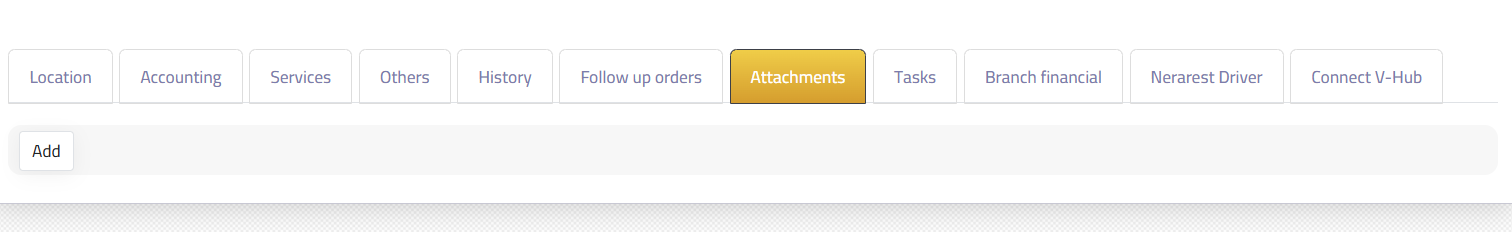 Location Accounting Services Others History Follow up orders Attachments Tasks Branch financial Nerarest Driver Connect V-Hub
Add